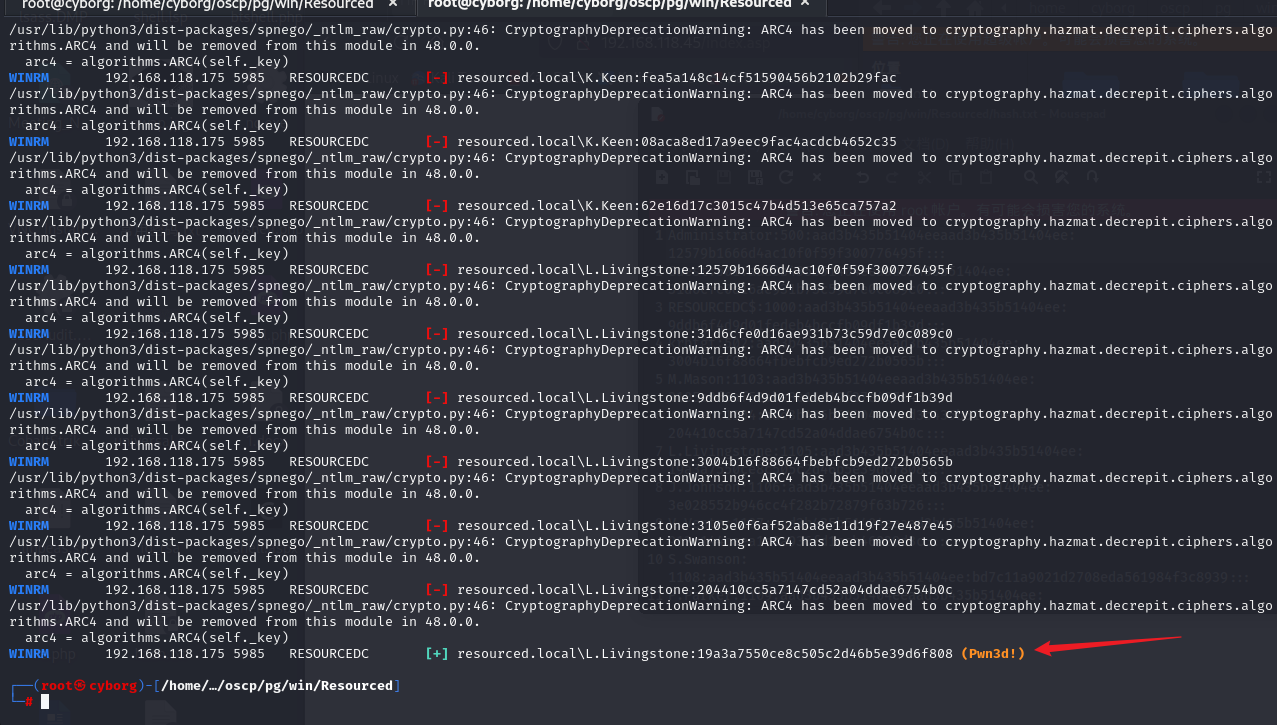 root@cyborg: /home/cyborg/oscp/pg/win/Resourced × root@cyborg: /home/cyborg/oscp/pg/win/Resourced ×
/usr/lib/python3/dist-packages/spnego/_ntlm_raw/crypto.py:46: CryptographyDeprecationWarning: ARC4 has been moved to cryptography.hazmat.decrepit.ciphers.algo
rithms.ARC4 and will be removed from this module in 48.0.0.
arc4 = algorithms.ARC4(self._key)
WINRM 192.168.118.175 5985 RESOURCEDC [-] resourced.local\K.Keen:fea5a148c14cf51590456b2102b29fac
/usr/lib/python3/dist-packages/spnego/_ntlm_raw/crypto.py:46: CryptographyDeprecationWarning: ARC4 has been moved to cryptography.hazmat.decrepit.ciphers.algo
rithms.ARC4 and will be removed from this module in 48.0.0.
arc4 = algorithms.ARC4(self._key)
WINRM 192.168.118.175 5985 RESOURCEDC [-] resourced.local\K.Keen:08aca8ed17a9eec9fac4acdcb4652c35
/usr/lib/python3/dist-packages/spnego/_ntlm_raw/crypto.py:46: CryptographyDeprecationWarning: ARC4 has been moved to cryptography.hazmat.decrepit.ciphers.algo
rithms.ARC4 and will be removed from this module in 48.0.0.
arc4 = algorithms.ARC4(self._key)
WINRM 192.168.118.175 5985 RESOURCEDC [-] resourced.local\K.Keen:62e16d17c3015c47b4d513e65ca757a2
/usr/lib/python3/dist-packages/spnego/_ntlm_raw/crypto.py:46: CryptographyDeprecationWarning: ARC4 has been moved to cryptography.hazmat.decrepit.ciphers.algo
rithms.ARC4 and will be removed from this module in 48.0.0.
arc4 = algorithms.ARC4(self._key)
WINRM 192.168.118.175 5985 RESOURCEDC [-] resourced.local\L.Livingstone:12579b1666d4ac10f0f59f300776495f
/usr/lib/python3/dist-packages/spnego/_ntlm_raw/crypto.py:46: CryptographyDeprecationWarning: ARC4 has been moved to cryptography.hazmat.decrepit.ciphers.algo
rithms.ARC4 and will be removed from this module in 48.0.0.
arc4 = algorithms.ARC4(self._key)
WINRM 192.168.118.175 5985 RESOURCEDC [-] resourced.local\L.Livingstone:31d6cfe0d16ae931b73c59d7e0c089c0
/usr/lib/python3/dist-packages/spnego/_ntlm_raw/crypto.py:46: CryptographyDeprecationWarning: ARC4 has been moved to cryptography.hazmat.decrepit.ciphers.algo
rithms.ARC4 and will be removed from this module in 48.0.0.
arc4 = algorithms.ARC4(self._key)
WINRM 192.168.118.175 5985 RESOURCEDC [-] resourced.local\L.Livingstone:9ddb6f4d9d01fedeb4bccfb09df1b39d
/usr/lib/python3/dist-packages/spnego/_ntlm_raw/crypto.py:46: CryptographyDeprecationWarning: ARC4 has been moved to cryptography.hazmat.decrepit.ciphers.algo
rithms.ARC4 and will be removed from this module in 48.0.0.
arc4 = algorithms.ARC4(self._key)
WINRM 192.168.118.175 5985 RESOURCEDC [-] resourced.local\L.Livingstone:3004b16f88664fbebfcb9ed272b0565b
/usr/lib/python3/dist-packages/spnego/_ntlm_raw/crypto.py:46: CryptographyDeprecationWarning: ARC4 has been moved to cryptography.hazmat.decrepit.ciphers.algo
rithms.ARC4 and will be removed from this module in 48.0.0.
arc4 = algorithms.ARC4(self._key)
WINRM 192.168.118.175 5985 RESOURCEDC [-] resourced.local\L.Livingstone:3105e0f6af52aba8e11d19f27e487e45
/usr/lib/python3/dist-packages/spnego/_ntlm_raw/crypto.py:46: CryptographyDeprecationWarning: ARC4 has been moved to cryptography.hazmat.decrepit.ciphers.algo
rithms.ARC4 and will be removed from this module in 48.0.0.
arc4 = algorithms.ARC4(self._key)
WINRM 192.168.118.175 5985 RESOURCEDC [-] resourced.local\L.Livingstone:204410cc5a7147cd52a04ddae6754b0c
/usr/lib/python3/dist-packages/spnego/_ntlm_raw/crypto.py:46: CryptographyDeprecationWarning: ARC4 has been moved to cryptography.hazmat.decrepit.ciphers.algo
rithms.ARC4 and will be removed from this module in 48.0.0.
arc4 = algorithms.ARC4(self._key)
WINRM 192.168.118.175 5985 RESOURCEDC [+] resourced.local\L.Livingstone:19a3a7550ce8c505c2d46b5e39d6f808 (Pwn3d!)
┌──(root㉿cyborg)-[/home/…/oscp/pg/win/Resourced]
└─#